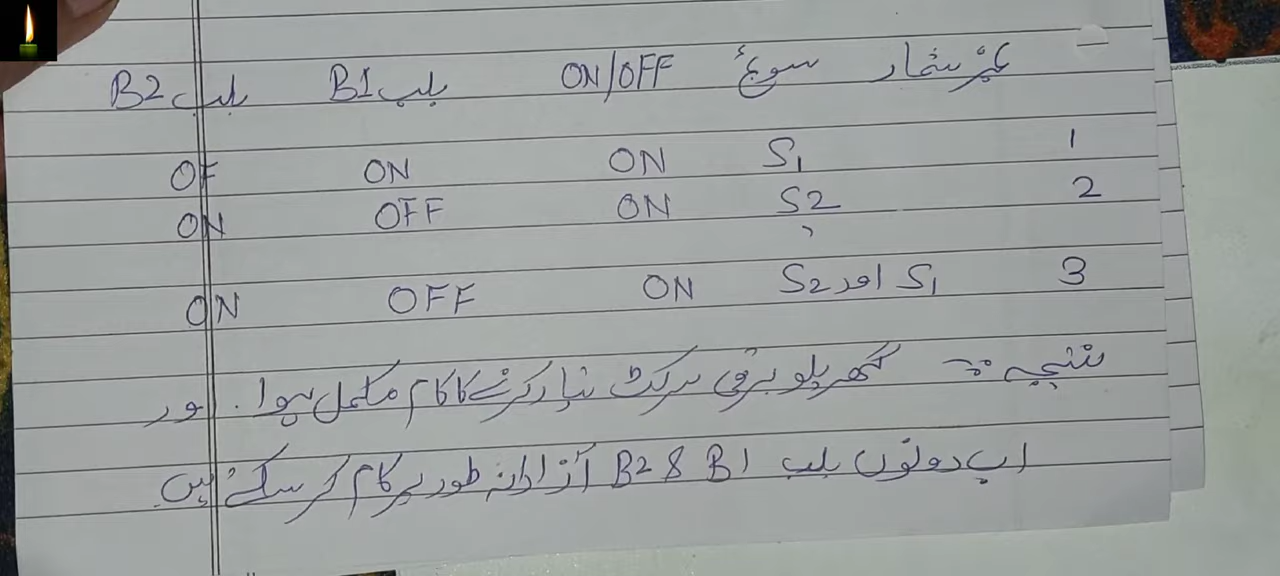 نمبر شمار سوئچ ON/OFF بلب B1 بلب B2
1 S1 ON ON OF
2 S2 ON OFF ON
3 S1 اور S2 ON OFF ON
نتیجہ :- گھریلو برقی سرکٹ تیار کرنے کا کام مکمل ہوا. اور
اب دونوں بلب B1 & B2 آزادانہ طور پر کام کر سکتے ہیں